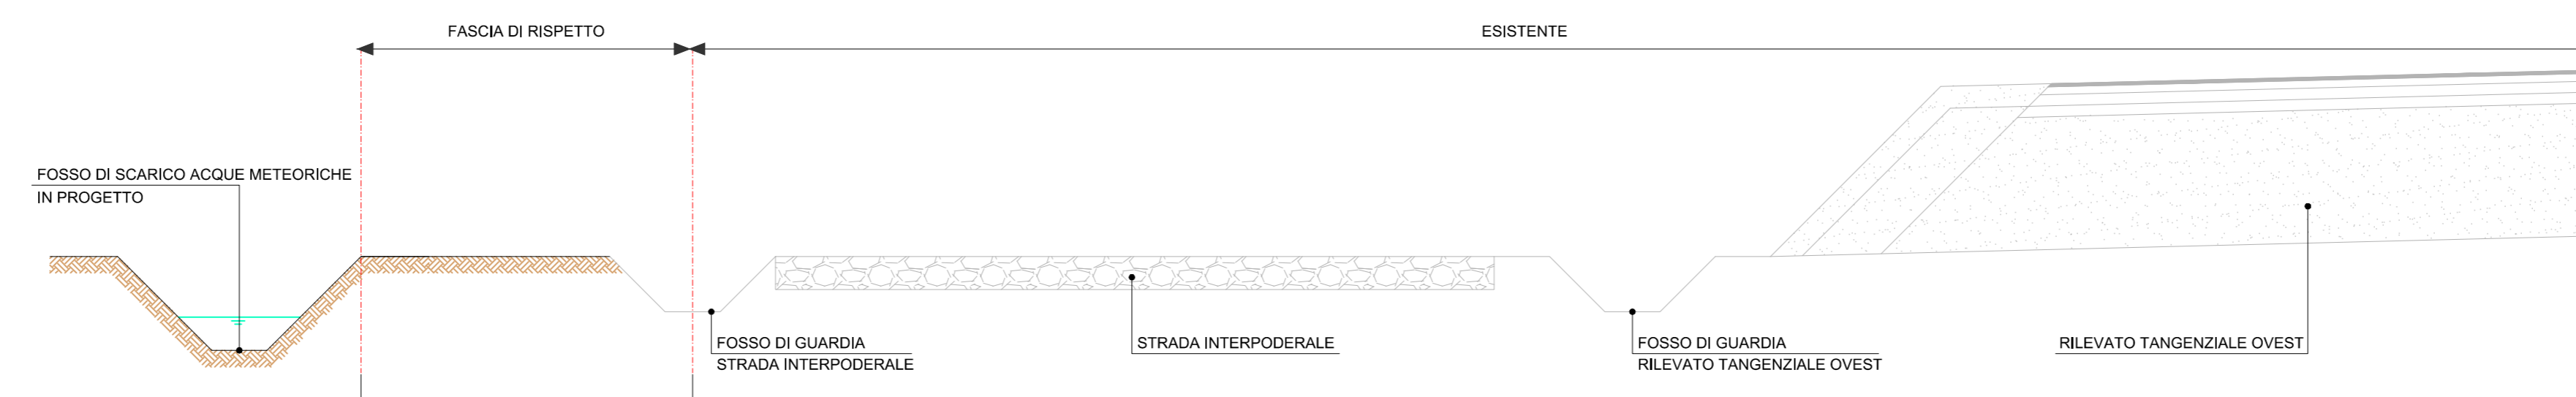 FASCIA DI RISPETTO
ESISTENTE
FOSSO DI SCARICO ACQUE METEORICHE
IN PROGETTO
FOSSO DI GUARDIA
STRADA INTERPODERALE
STRADA INTERPODERALE
FOSSO DI GUARDIA
RILEVATO TANGENZIALE OVEST
RILEVATO TANGENZIALE OVEST